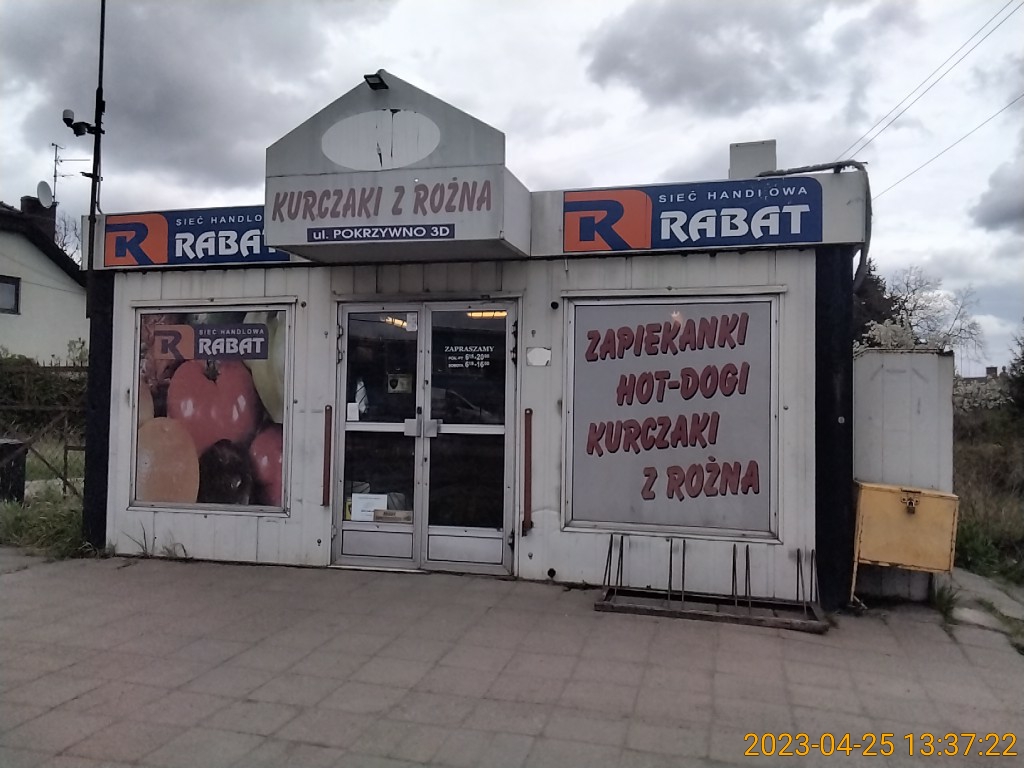 KURCZAKI Z ROŻNA
ul. POKRZYWNO 3D
R SIEĆ HANDLO
RABAT
R SIEĆ HANDLOWA
RABAT
R SIEĆ HANDLOWA
RABAT
ZAPRASZAMY
ZAPIEKANKI
HOT-DOGI
KURCZAKI
Z ROŻNA
2023-04-25 13:37:22